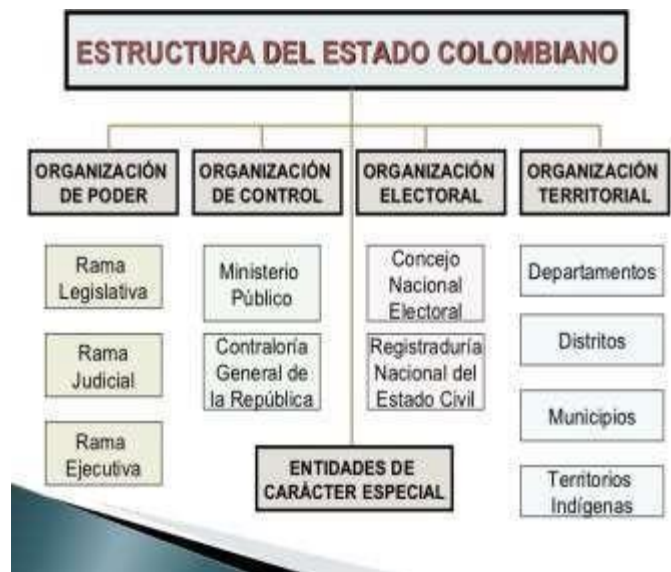 ESTRUCTURA DEL ESTADO COLOMBIANO
ORGANIZACIÓN
DE PODER
Rama
Legislativa
Rama
Judicial
Rama
Ejecutiva
ORGANIZACIÓN
DE CONTROL
Ministerio
Público
Contraloría
General de
la República
ORGANIZACIÓN
ELECTORAL
Concejo
Nacional
Electoral
Registraduría
Nacional del
Estado Civil
ORGANIZACIÓN
TERRITORIAL
Departamentos
Distritos
Municipios
Territorios
Indígenas
ENTIDADES DE
CARÁCTER ESPECIAL